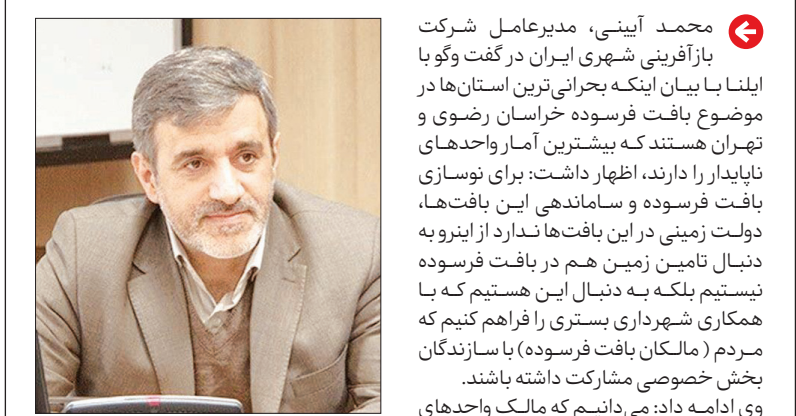 محمد آیینی، مدیرعامل شرکت
بازآفرینی شهری ایران در گفت وگو با
ایلنا با بیان اینکه بحرانی‌ترین استان‌ها در
موضوع بافت فرسوده خراسان رضوی و
تهران هستند که بیشترین آمار واحدهای
ناپایدار را دارند، اظهار داشت: برای نوسازی
بافت فرسوده و ساماندهی این بافت‌ها،
دولت زمینی در این بافت‌ها ندارد از اینرو به
دنبال تامین زمین هم در بافت فرسوده
نیستیم بلکه به دنبال این هستیم که با
همکاری شهرداری بستری را فراهم کنیم که
مردم ( مالکان بافت فرسوده) با سازندگان
بخش خصوصی مشارکت داشته باشند.
وی ادامه داد: می‌دانیم که مالک واحدهای